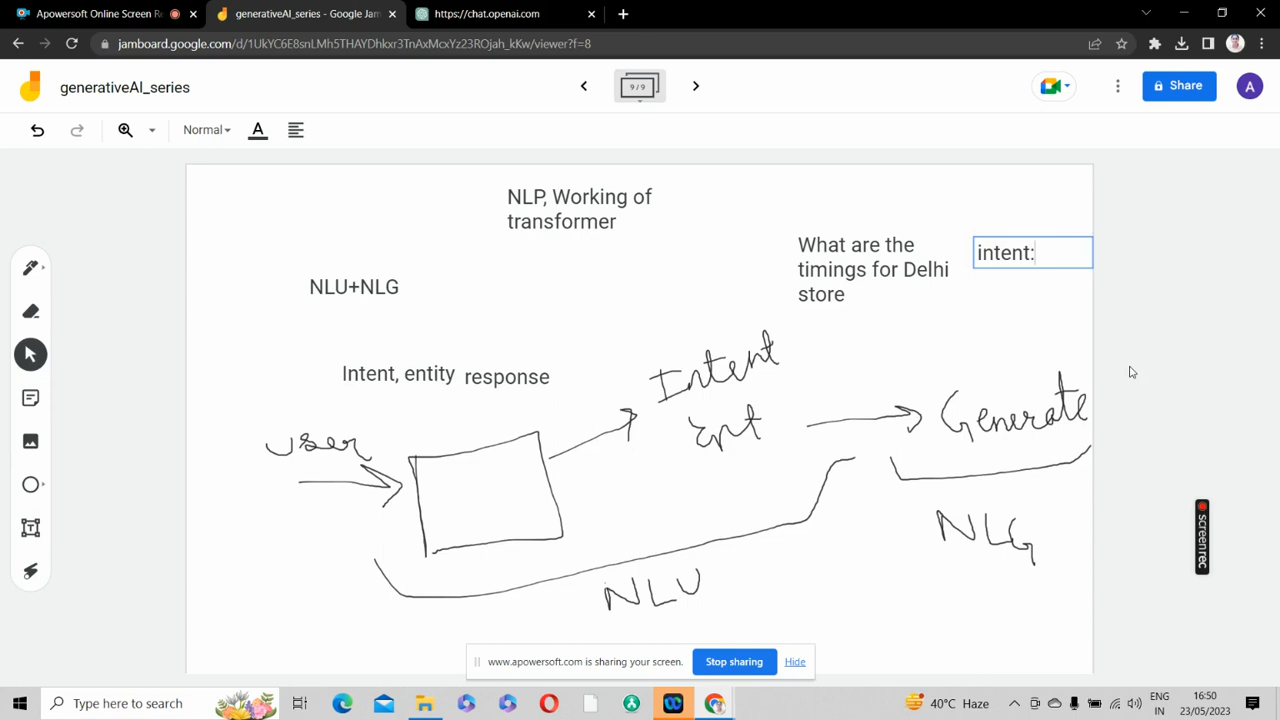 Apowersoft Online Screen Re
generativeAI_series - Google Jam
https://chat.openai.com
jamboard.google.com/d/1UkYC6E8snLMh5THAYDhkxr3TnAxMcxYz23ROjah_kKw/viewer?f=8
generativeAI_series
9/9
Share
A
Normal
A
NLP, Working of
transformer
What are the
timings for Delhi
store
intent:
NLU+NLG
Intent, entity response
Intent
Ent
Generate
user
NLG
NLU
screenrec
www.apowersoft.com is sharing your screen.
Stop sharing
Hide
Type here to search
40°C Haze
ENG
IN
16:50
23/05/2023